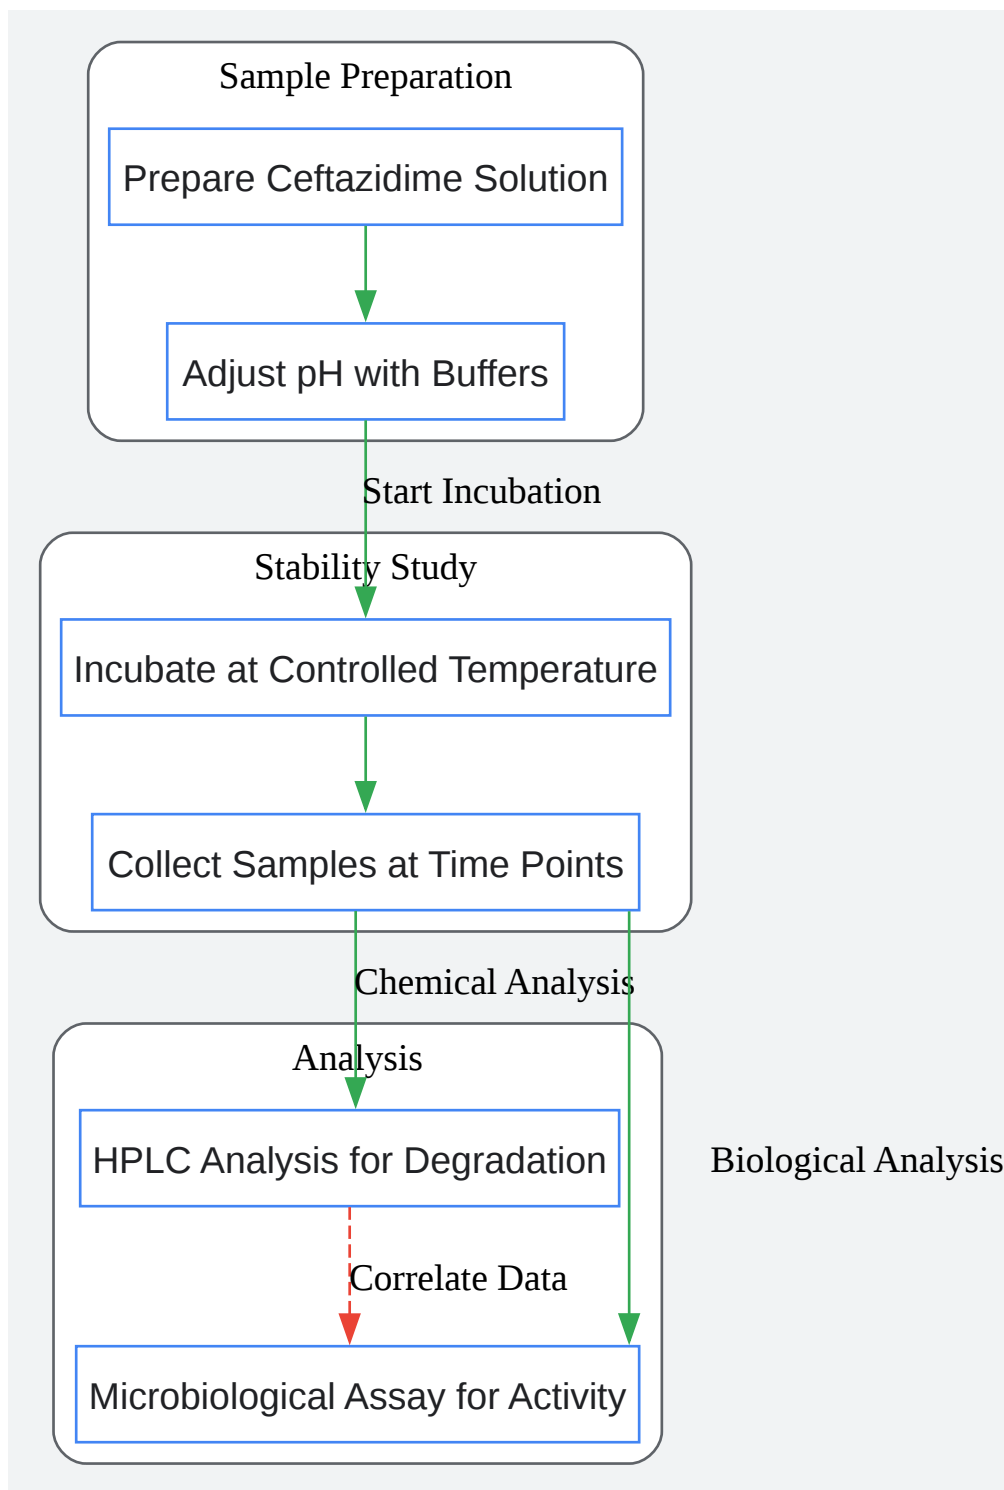 Sample Preparation
Prepare Ceftazidime Solution
Adjust pH with Buffers
Start Incubation
Stability Study
Incubate at Controlled Temperature
Collect Samples at Time Points
Chemical Analysis
Analysis
HPLC Analysis for Degradation
Biological Analysis
Correlate Data
Microbiological Assay for Activity